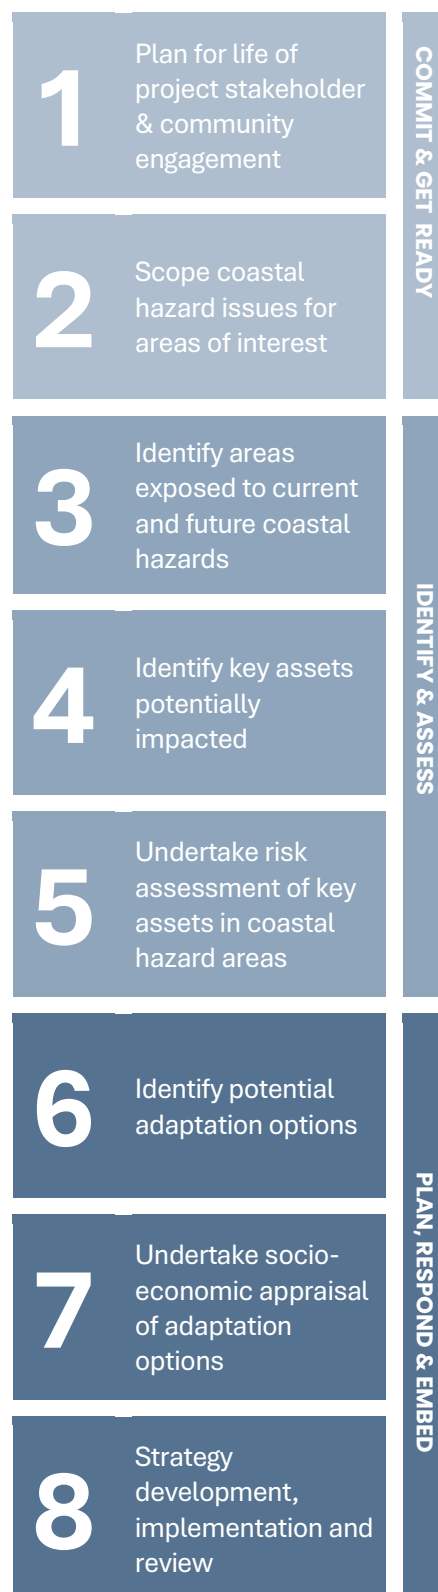 1
Plan for life of
project stakeholder
& community
engagement
2
Scope coastal
hazard issues for
areas of interest
COMMIT & GET READY
3
Identify areas
exposed to current
and future coastal
hazards
4
Identify key assets
potentially
impacted
5
Undertake risk
assessment of key
assets in coastal
hazard areas
IDENTIFY & ASSESS
6
Identify potential
adaptation options
7
Undertake socio-
economic appraisal
of adaptation
options
8
Strategy
development,
implementation and
review
PLAN, RESPOND & EMBED